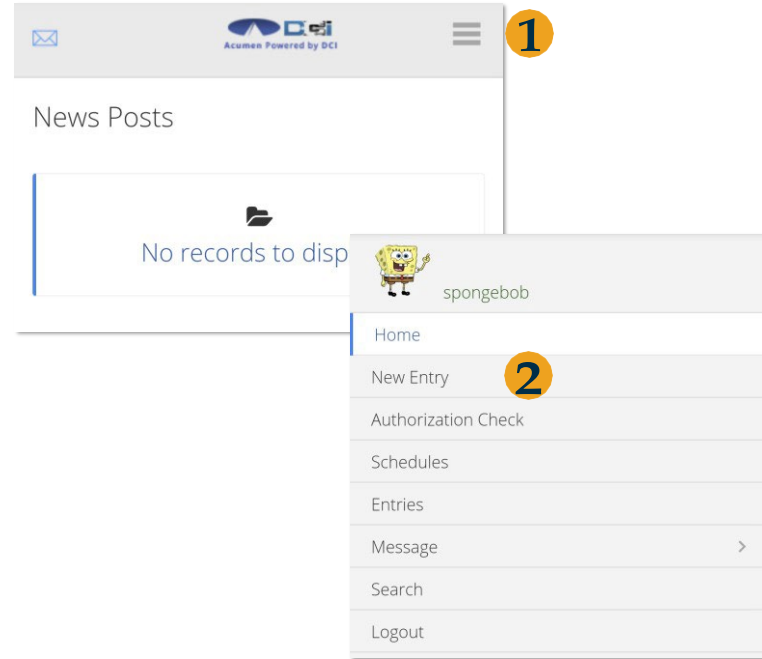 DCI
Acumen Powered by DCI
1
News Posts
No records to disp
spongebob
Home
New Entry
2
Authorization Check
Schedules
Entries
Message
Search
Logout